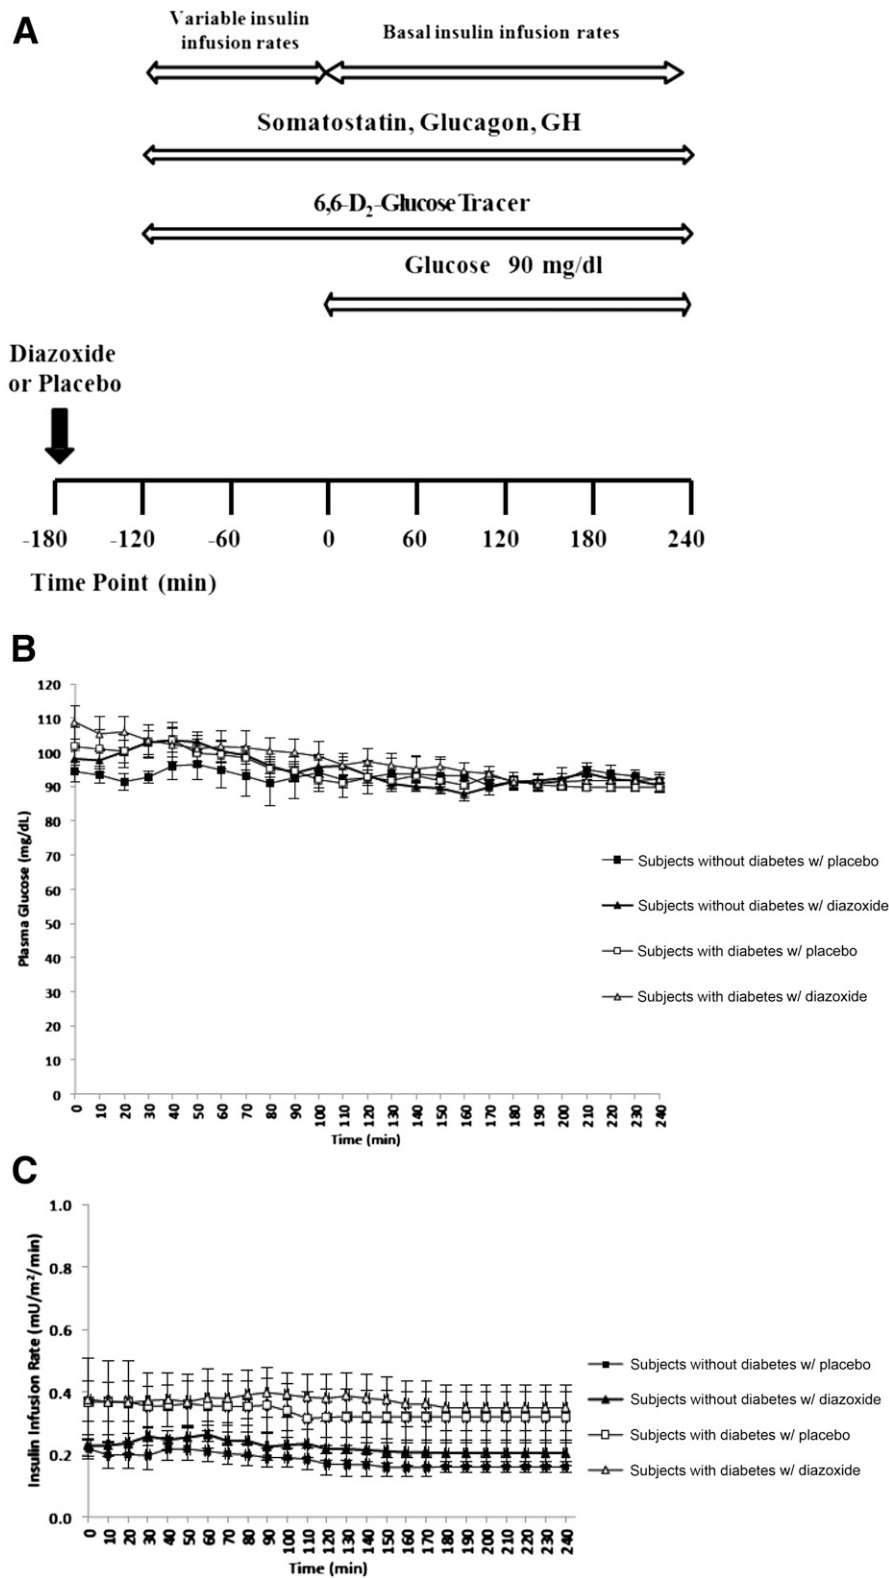 A
Variable insulin
infusion rates
Basal insulin infusion rates
Somatostatin, Glucagon, GH
6,6-D2-Glucose Tracer
Glucose 90 mg/dl
Diazoxide
or Placebo
-180 -120 -60 0 60 120 180 240
Time Point (min)
B
120
110
100
90
80
70
60
50
40
30
20
10
0
Plasma Glucose (mg/dL)
0 10 20 30 40 50 60 70 80 90 100 110 120 130 140 150 160 170 180 190 200 210 220 230 240
Time (min)
Subjects without diabetes w/ placebo
Subjects without diabetes w/ diazoxide
Subjects with diabetes w/ placebo
Subjects with diabetes w/ diazoxide
C
1.0
0.8
0.6
0.4
0.2
0.0
Insulin Infusion Rate (mU/m²/min)
0 10 20 30 40 50 60 70 80 90 100 110 120 130 140 150 160 170 180 190 200 210 220 230 240
Time (min)
Subjects without diabetes w/ placebo
Subjects without diabetes w/ diazoxide
Subjects with diabetes w/ placebo
Subjects with diabetes w/ diazoxide